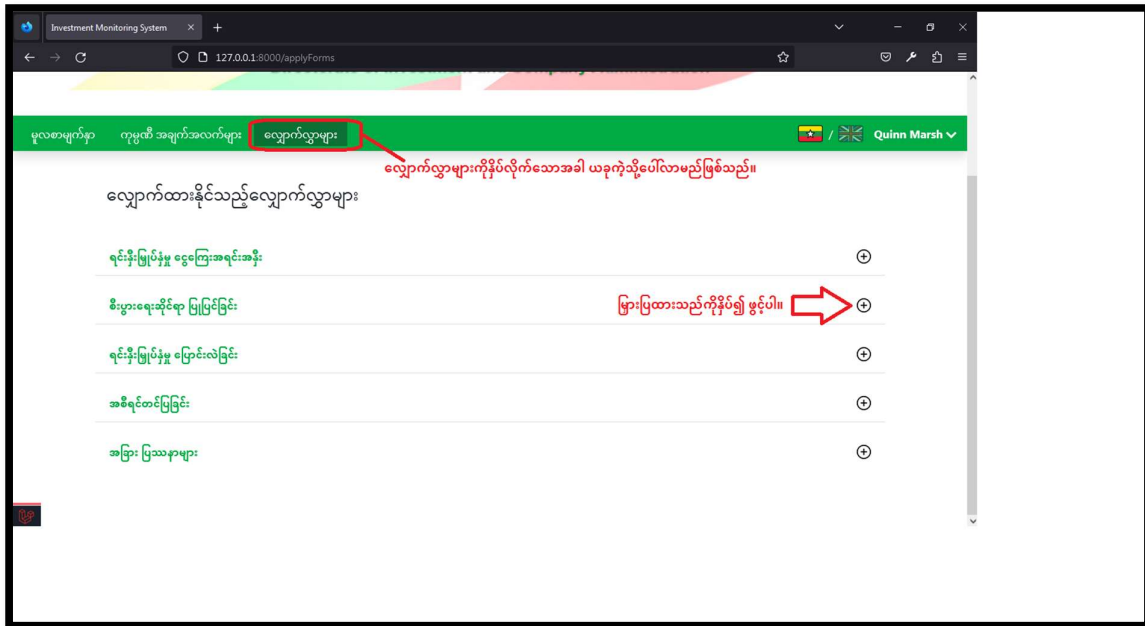 Investment Monitoring System
127.0.0.1:8000/applyForms
မူလစာမျက်နှာ ကုမ္ပဏီ အချက်အလက်များ လျှောက်လွှာများ / Quinn Marsh
လျှောက်လွှာများကိုနှိပ်လိုက်သောအခါ ယခုကဲ့သို့ပေါ်လာမည်ဖြစ်သည်။
လျှောက်ထားနိုင်သည့်လျှောက်လွှာများ
ရင်းနှီးမြှုပ်နှံမှု ငွေကြေးအရင်းအနှီး
စီးပွားရေးဆိုင်ရာ ပြုပြင်ခြင်း မြှားပြထားသည်ကိုနှိပ်၍ ဖွင့်ပါ။
ရင်းနှီးမြှုပ်နှံမှု ပြောင်းလဲခြင်း
အစီရင်တင်ပြခြင်း
အခြား ပြဿနာများ